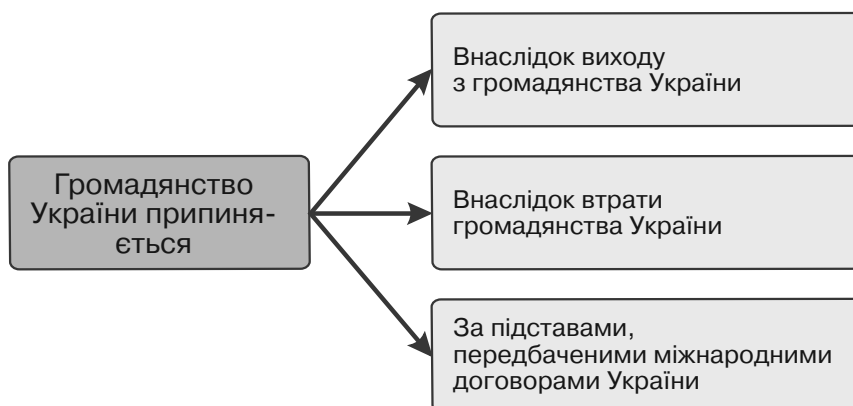 Громадянство
України припиня-
ється
Внаслідок виходу
з громадянства України
Внаслідок втрати
громадянства України
За підставами,
передбаченими міжнародними
договорами України